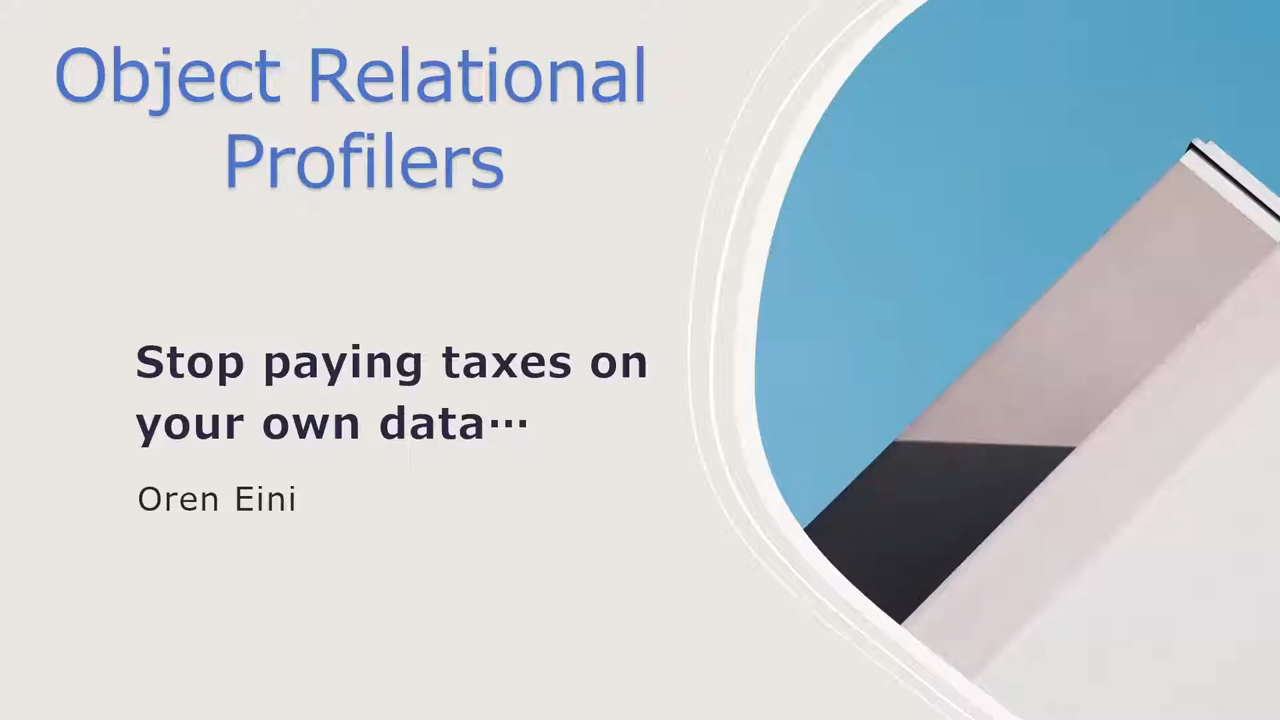 Object Relational
Profilers
Stop paying taxes on
your own data…
Oren Eini